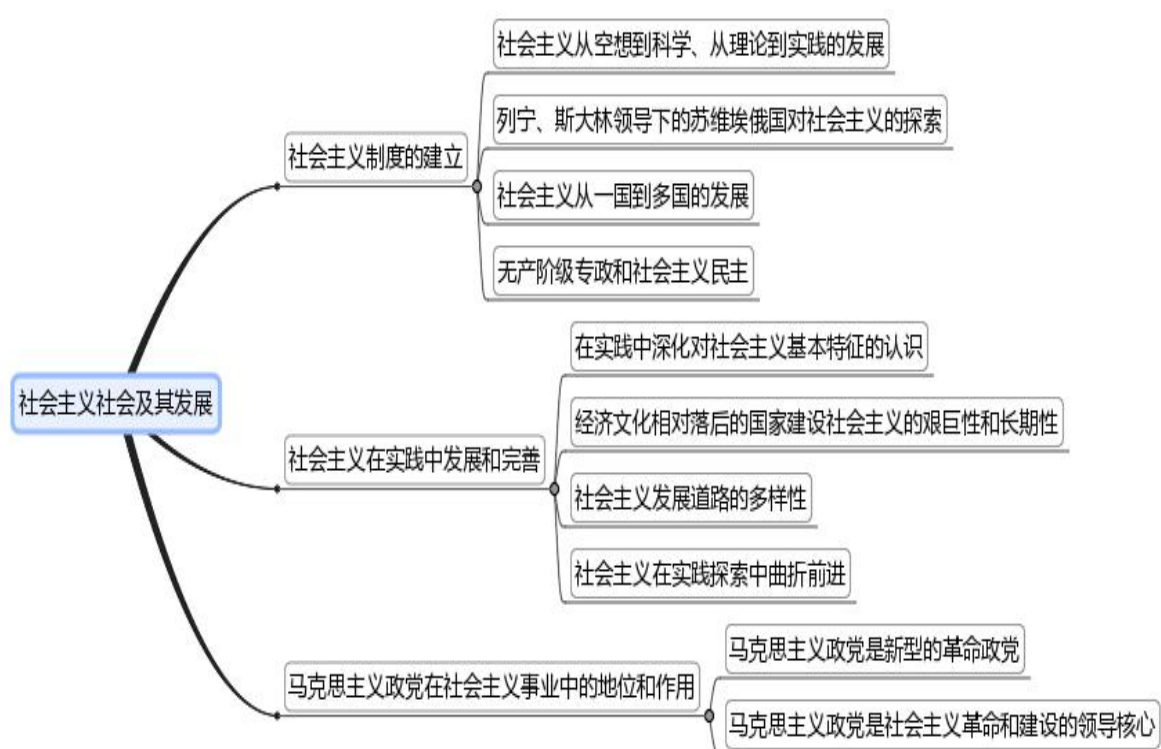 社会主义社会及其发展
社会主义制度的建立
社会主义从空想到科学、从理论到实践的发展
列宁、斯大林领导下的苏维埃俄国对社会主义的探索
社会主义从一国到多国的发展
无产阶级专政和社会主义民主
社会主义在实践中发展和完善
在实践中深化对社会主义基本特征的认识
经济文化相对落后的国家建设社会主义的艰巨性和长期性
社会主义发展道路的多样性
社会主义在实践探索中曲折前进
马克思主义政党在社会主义事业中的地位和作用
马克思主义政党是新型的革命政党
马克思主义政党是社会主义革命和建设的领导核心